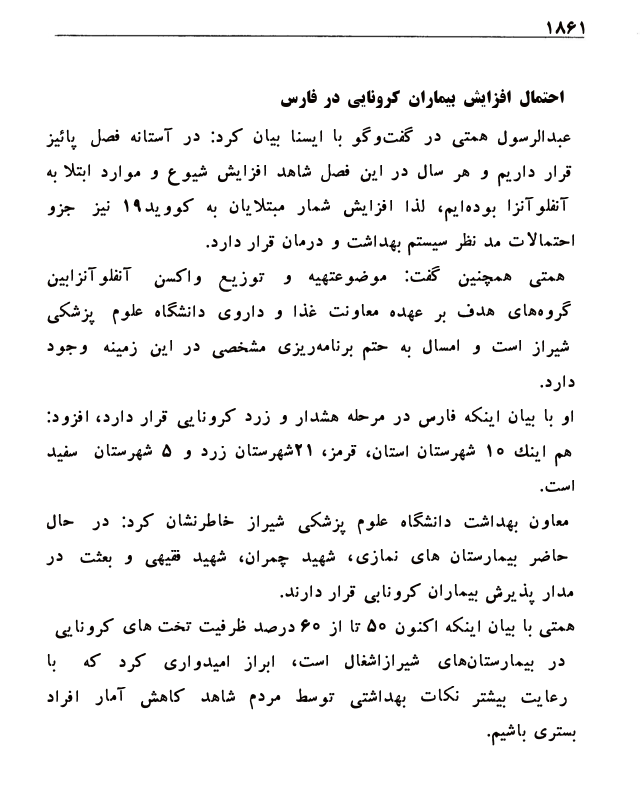 ۱۸۶۱
احتمال افزایش بیماران کرونایی در فارس
عبدالرسول همتی در گفت‌وگو با ایسنا بیان کرد: در آستانه فصل پائیز
قرار داریم و هر سال در این فصل شاهد افزایش شیوع و موارد ابتلا به
آنفلوآنزا بوده‌ایم، لذا افزایش شمار مبتلایان به کووید۱۹ نیز جزو
احتمالات مد نظر سیستم بهداشت و درمان قرار دارد.
همتی همچنین گفت: موضوعتهیه و توزیع واکسن آنفلوآنزابین
گروه‌های هدف بر عهده معاونت غذا و داروی دانشگاه علوم پزشکی
شیراز است و امسال به حتم برنامه‌ریزی مشخصی در این زمینه وجود
دارد.
او با بیان اینکه فارس در مرحله هشدار و زرد کرونایی قرار دارد، افزود:
هم اینك ۱۰ شهرستان استان، قرمز، ۲۱شهرستان زرد و ۵ شهرستان سفید
است.
معاون بهداشت دانشگاه علوم پزشکی شیراز خاطرنشان کرد: در حال
حاضر بیمارستان های نمازی، شهید چمران، شهید فقیهی و بعثت در
مدار پذیرش بیماران کرونابی قرار دارند.
همتی با بیان اینکه اکنون ۵۰ تا از ۶۰ درصد ظرفیت تخت های کرونایی
در بیمارستان‌های شیرازاشغال است، ابراز امیدواری کرد که با
رعایت بیشتر نکات بهداشتی توسط مردم شاهد کاهش آمار افراد
بستری باشیم.